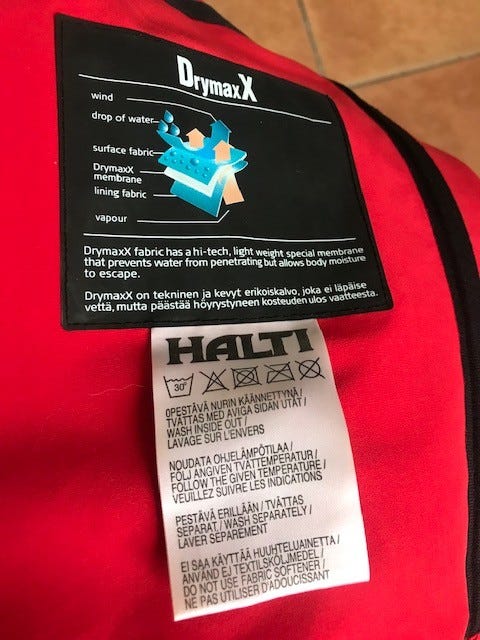 DrymaxX
wind
drop of water
surface fabric
DrymaxX
membrane
lining fabric
vapour
DrymaxX fabric has a hi-tech, light weight special membrane
that prevents water from penetrating but allows body moisture
to escape.
DrymaxX on tekninen ja kevyt erikoiskalvo, joka ei läpäise
vettä, mutta päästää höyrystyneen kosteuden ulos vaatteesta.
HALTI
30°
OPESTÄVÄ NURIN KÄÄNNETTYNÄ /
TVÄTTAS MED AVIGA SIDAN UTÅT /
WASH INSIDE OUT /
LAVAGE SUR L'ENVERS
NOUDATA OHJELÄMPÖTILAA /
FÖLJ ANGIVEN TVÄTTEMPERATUR /
FOLLOW THE GIVEN TEMPERATURE /
VEUILLEZ SUIVRE LES INDICATIONS
PESTÄVÄ ERILLÄÄN / TVÄTTAS
SEPARAT / WASH SEPARATELY /
LAVER SEPAREMENT
EI SAA KÄYTTÄÄ HUUHTELUAINETTA /
ANVÄND EJ TEXTILSKÖLJMEDEL /
DO NOT USE FABRIC SOFTENER /
NE PAS UTILISER D'ADOUCISSANT